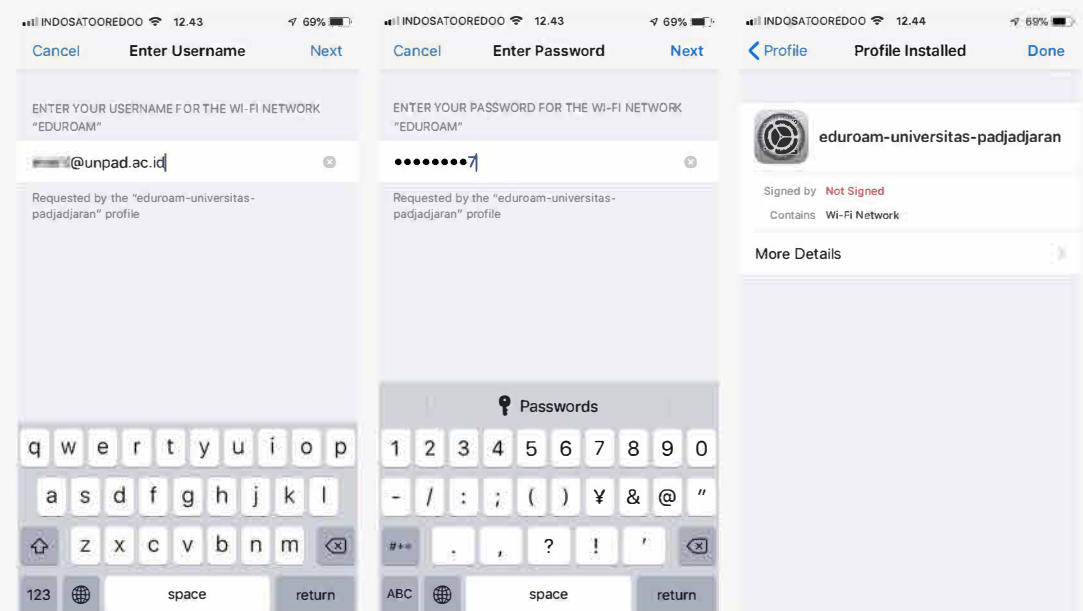 INDOSATOOREDOO 12.43 69%
Cancel Enter Username Next
ENTER YOUR USERNAME FOR THE WI-FI NETWORK
“EDUROAM”
@unpad.ac.id
Requested by the “eduroam-universitas-
padjadjaran” profile
q w e r t y u i o p
a s d f g h j k l
z x c v b n m
123 space return
INDOSATOOREDOO 12.43 69%
Cancel Enter Password Next
ENTER YOUR PASSWORD FOR THE WI-FI NETWORK
“EDUROAM”
••••••••7
Requested by the “eduroam-universitas-
padjadjaran” profile
Passwords
1 2 3 4 5 6 7 8 9 0
- / : ; ( ) ¥ & @ "
#+= . , ? ! '
ABC space return
INDOSATOOREDOO 12.44 69%
Profile Profile Installed Done
eduroam-universitas-padjadjaran
Signed by Not Signed
Contains Wi-Fi Network
More Details